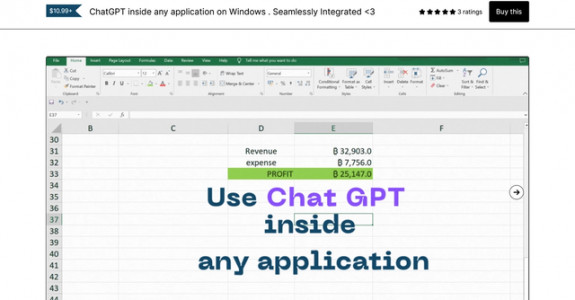 $10.99+
ChatGPT inside any application on Windows . Seamlessly Integrated <3
3 ratings
Buy this
File Home Insert Page Layout Formulas Data Review View Help Tell me what you want to do
Cut
Copy
Format Painter
Calibri
Wrap Text
Merge & Center
General
Conditional Formatting
Format as Table
Cell Styles
Insert Delete Format
AutoSum
Fill
Clear
Sort & Filter
Find & Select
Clipboard Font Alignment Number Styles Cells Editing
E37
B C D E F
30
31 Revenue ฿ 32,903.0
32 expense ฿ 7,756.0
33 PROFIT ฿ 25,147.0
34
35
36
37
38
39
40
41
42
Use Chat GPT
inside
any application